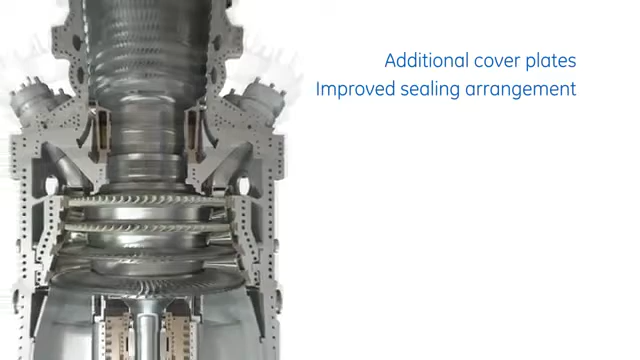 Additional cover plates
Improved sealing arrangement